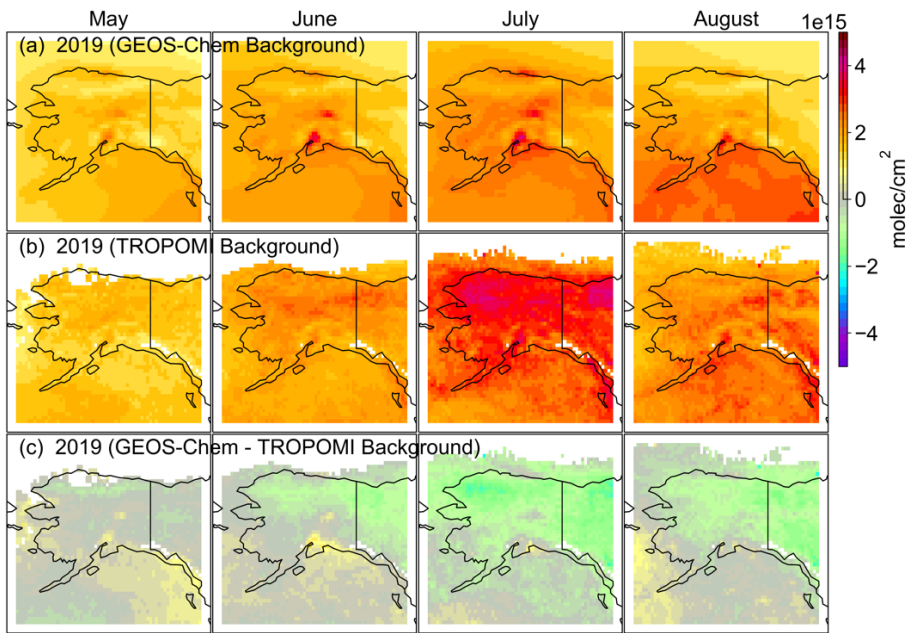 May June July August 1e15
(a) 2019 (GEOS-Chem Background)
(b) 2019 (TROPOMI Background)
(c) 2019 (GEOS-Chem - TROPOMI Background)
4
2
0
−2
−4
molec/cm²